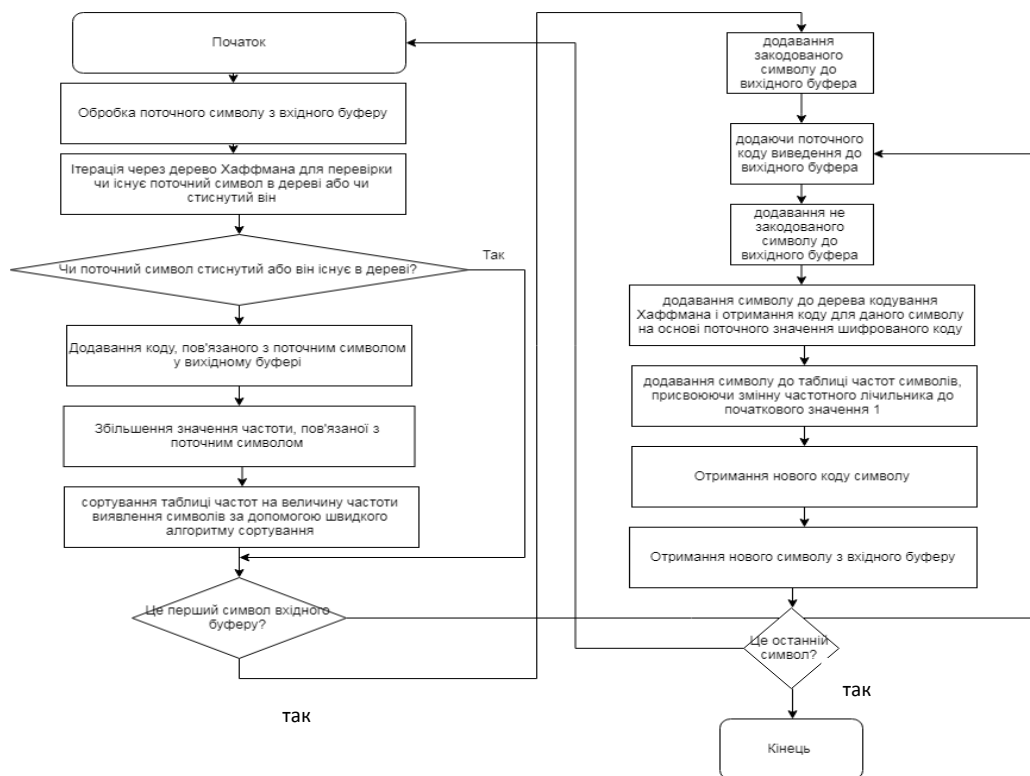 Початок
Обробка поточного символу з вхідного буферу
Ітерація через дерево Хаффмана для перевірки
чи існує поточний символ в дереві або чи
стиснутий він
Чи поточний символ стиснутий або він існує в дереві?
Так
Додавання коду, пов'язаного з поточним символом
у вихідному буфері
Збільшення значення частоти, пов'язаної з
поточним символом
сортування таблиці частот на величину частоти
виявлення символів за допомогою швидкого
алгоритму сортування
Це перший символ вхідного
буферу?
так
додавання
закодованого
символу до
вихідного буфера
додаючи поточного
коду виведення до
вихідного буфера
додавання не
закодованого
символу до
вихідного буфера
додавання символу до дерева кодування
Хаффмана і отримання коду для даного символу
на основі поточного значення шифрованого коду
додавання символу до таблиці частот символів,
присвоюючи змінну частотного лічильника до
початкового значення 1
Отримання нового коду символу
Отримання нового символу з вхідного буферу
Це останній
символ?
так
Кінець